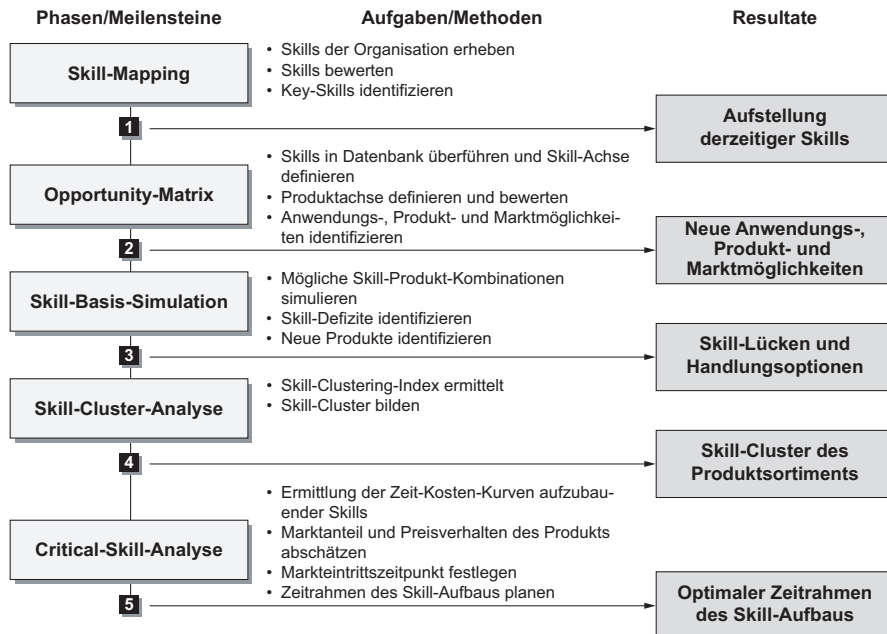 Phasen/Meilensteine
Aufgaben/Methoden
Resultate
Skill-Mapping
• Skills der Organisation erheben
• Skills bewerten
• Key-Skills identifizieren
1
Aufstellung
derzeitiger Skills
Opportunity-Matrix
• Skills in Datenbank überführen und Skill-Achse
definieren
• Produktachse definieren und bewerten
• Anwendungs-, Produkt- und Marktmöglichkei-
ten identifizieren
2
Neue Anwendungs-,
Produkt- und
Marktmöglichkeiten
Skill-Basis-Simulation
• Mögliche Skill-Produkt-Kombinationen
simulieren
• Skill-Defizite identifizieren
• Neue Produkte identifizieren
3
Skill-Lücken und
Handlungsoptionen
Skill-Cluster-Analyse
• Skill-Clustering-Index ermittelt
• Skill-Cluster bilden
4
Skill-Cluster des
Produktsortiments
Critical-Skill-Analyse
• Ermittlung der Zeit-Kosten-Kurven aufzubau-
ender Skills
• Marktanteil und Preisverhalten des Produkts
abschätzen
• Markteintrittszeitpunkt festlegen
• Zeitrahmen des Skill-Aufbaus planen
5
Optimaler Zeitrahmen
des Skill-Aufbaus